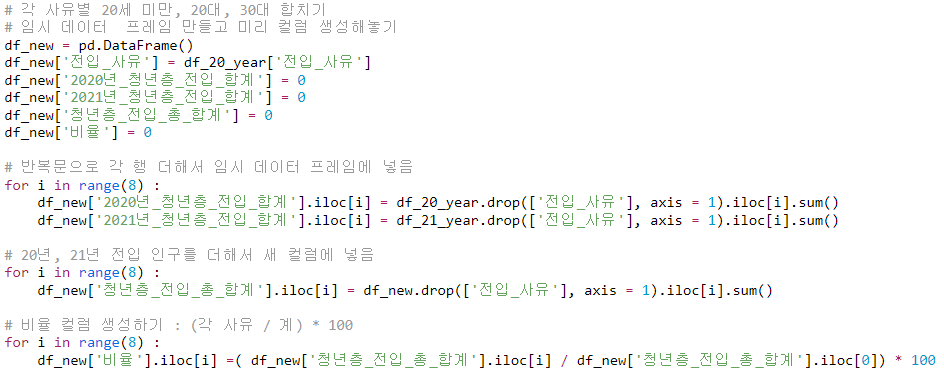 # 각 사유별 20세 미만, 20대, 30대 합치기
# 임시 데이터  프레임 만들고 미리 컬럼 생성해놓기
df_new = pd.DataFrame()
df_new['전입_사유'] = df_20_year['전입_사유']
df_new['2020년_청년층_전입_합계'] = 0
df_new['2021년_청년층_전입_합계'] = 0
df_new['청년층_전입_총_합계'] = 0
df_new['비율'] = 0
# 반복문으로 각 행 더해서 임시 데이터 프레임에 넣음
for i in range(8) :
    df_new['2020년_청년층_전입_합계'].iloc[i] = df_20_year.drop(['전입_사유'], axis = 1).iloc[i].sum()
    df_new['2021년_청년층_전입_합계'].iloc[i] = df_21_year.drop(['전입_사유'], axis = 1).iloc[i].sum()
# 20년, 21년 전입 인구를 더해서 새 컬럼에 넣음
for i in range(8) :
    df_new['청년층_전입_총_합계'].iloc[i] = df_new.drop(['전입_사유'], axis = 1).iloc[i].sum()
# 비율 컬럼 생성하기 : (각 사유 / 계) * 100
for i in range(8) :
    df_new['비율'].iloc[i] =( df_new['청년층_전입_총_합계'].iloc[i] / df_new['청년층_전입_총_합계'].iloc[0]) * 100